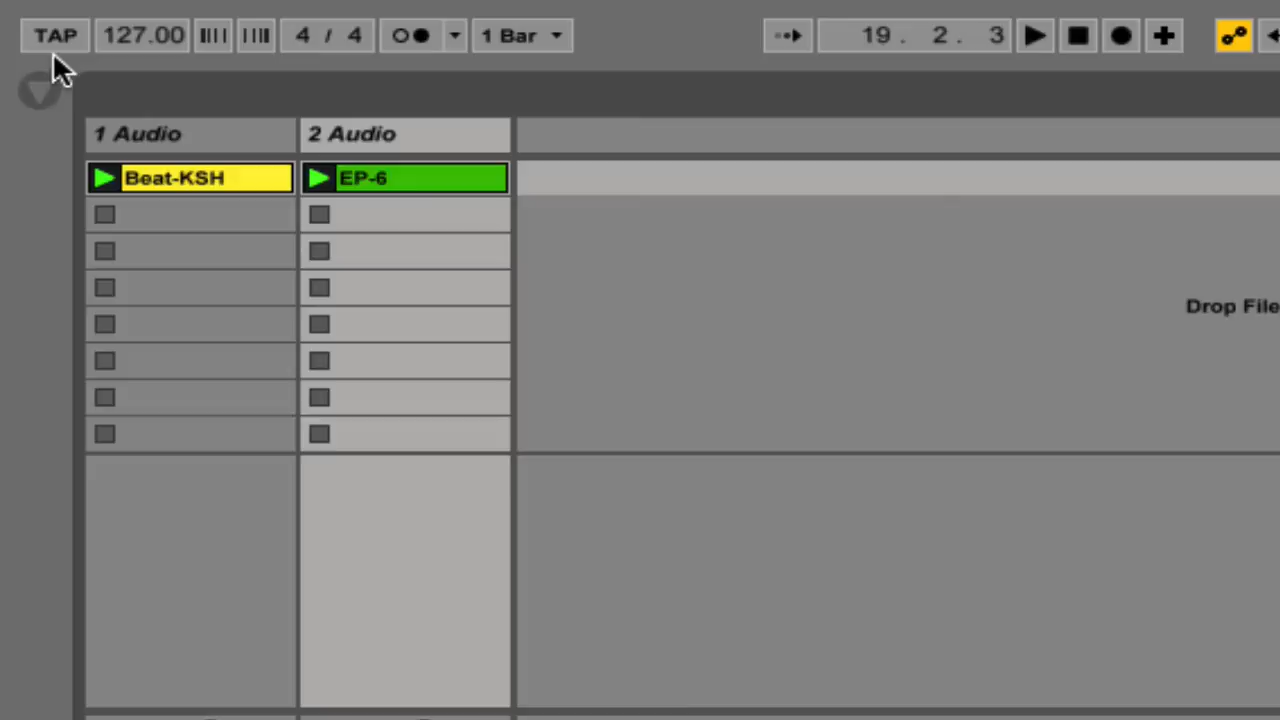 TAP 127.00 4 / 4 1 Bar 19. 2. 3
1 Audio 2 Audio
Beat-KSH EP-6
Drop File